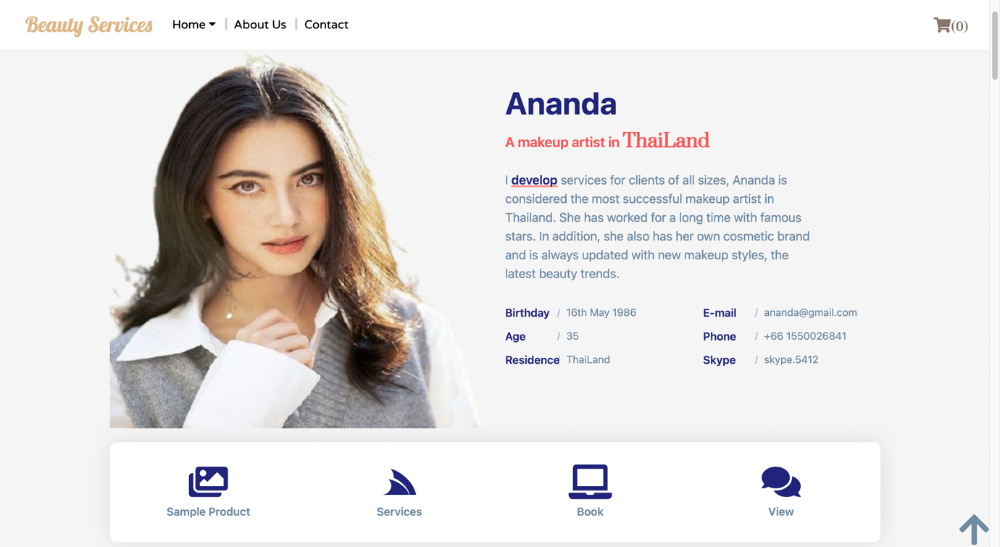 Beauty Services
Home | About Us | Contact
(0)
Ananda
A makeup artist in ThaiLand
I develop services for clients of all sizes, Ananda is
considered the most successful makeup artist in
Thailand. She has worked for a long time with famous
stars. In addition, she also has her own cosmetic brand
and is always updated with new makeup styles, the
latest beauty trends.
Birthday / 16th May 1986
Age / 35
Residence / ThaiLand
E-mail / ananda@gmail.com
Phone / +66 1550026841
Skype / skype.5412
Sample Product
Services
Book
View